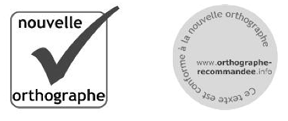 nouvelle
orthographe
Ce texte est conforme à la nouvelle orthographe
www.orthographe-
recommandee.info